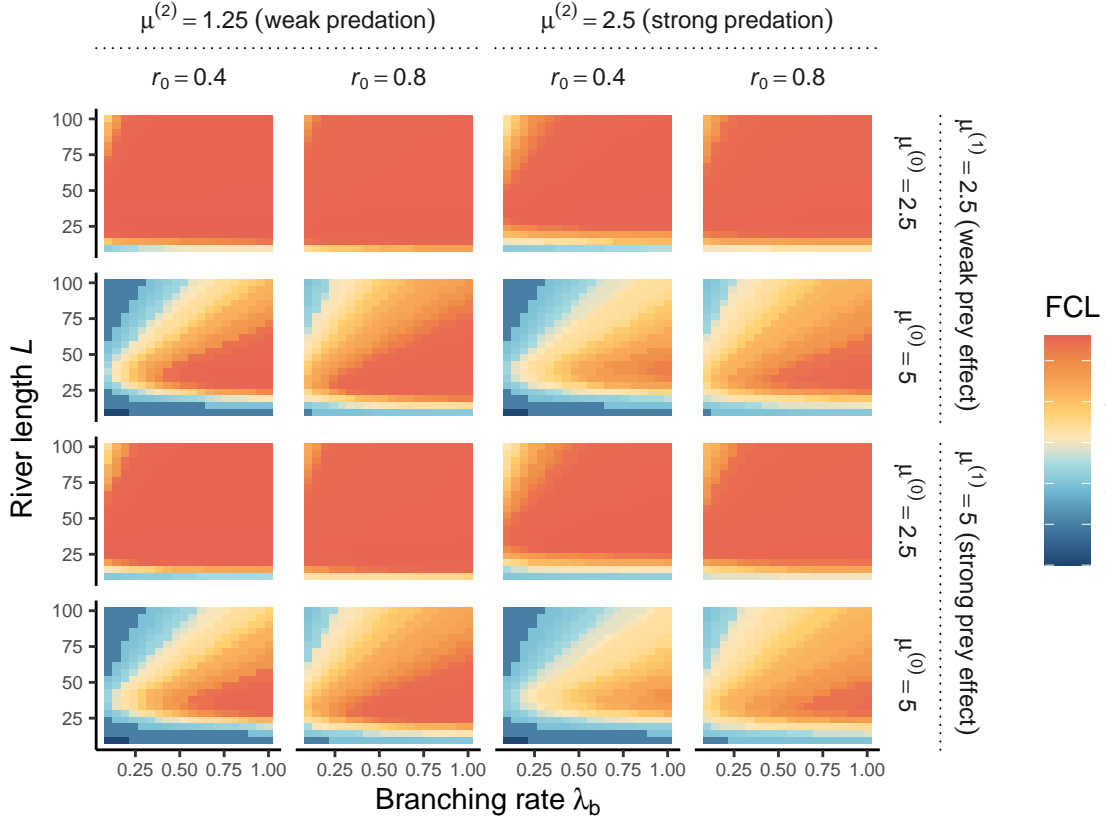 μ(2) = 1.25 (weak predation) μ(2) = 2.5 (strong predation)
r0 = 0.4 r0 = 0.8 r0 = 0.4 r0 = 0.8
100
75
50
25
μ(0) = 2.5
100
75
50
25
μ(0) = 5
μ(1) = 2.5 (weak prey effect)
100
75
50
25
μ(0) = 2.5
100
75
50
25
μ(0) = 5
μ(1) = 5 (strong prey effect)
0.25 0.50 0.75 1.00 0.25 0.50 0.75 1.00 0.25 0.50 0.75 1.00 0.25 0.50 0.75 1.00
Branching rate λb
River length L
FCL